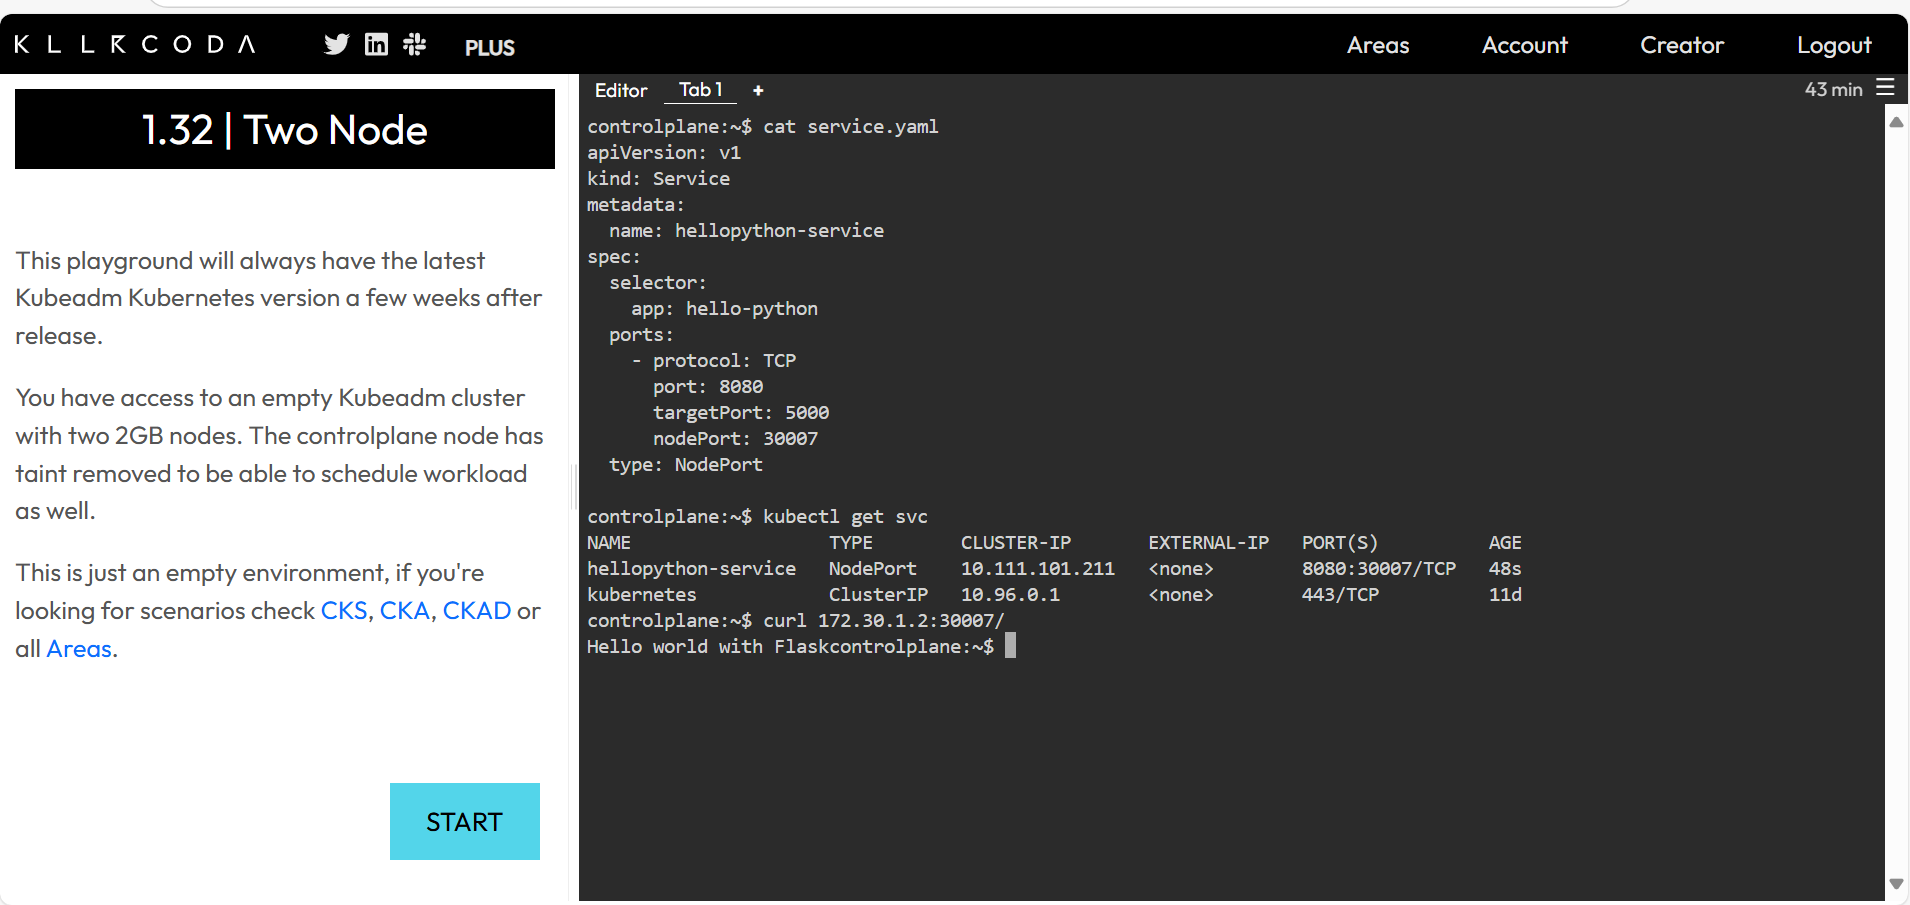 KLLRCODA PLUS Areas Account Creator Logout
1.32 | Two Node
This playground will always have the latest
Kubeadm Kubernetes version a few weeks after
release.
You have access to an empty Kubeadm cluster
with two 2GB nodes. The controlplane node has
taint removed to be able to schedule workload
as well.
This is just an empty environment, if you're
looking for scenarios check CKS, CKA, CKAD or
all Areas.
START
Editor Tab 1 + 43 min
controlplane:~$ cat service.yaml
apiVersion: v1
kind: Service
metadata:
  name: hellopython-service
spec:
  selector:
    app: hello-python
  ports:
    - protocol: TCP
      port: 8080
      targetPort: 5000
      nodePort: 30007
  type: NodePort
controlplane:~$ kubectl get svc
NAME                  TYPE        CLUSTER-IP       EXTERNAL-IP   PORT(S)          AGE
hellopython-service   NodePort    10.111.101.211   <none>        8080:30007/TCP   48s
kubernetes            ClusterIP   10.96.0.1        <none>        443/TCP          11d
controlplane:~$ curl 172.30.1.2:30007/
Hello world with Flaskcontrolplane:~$